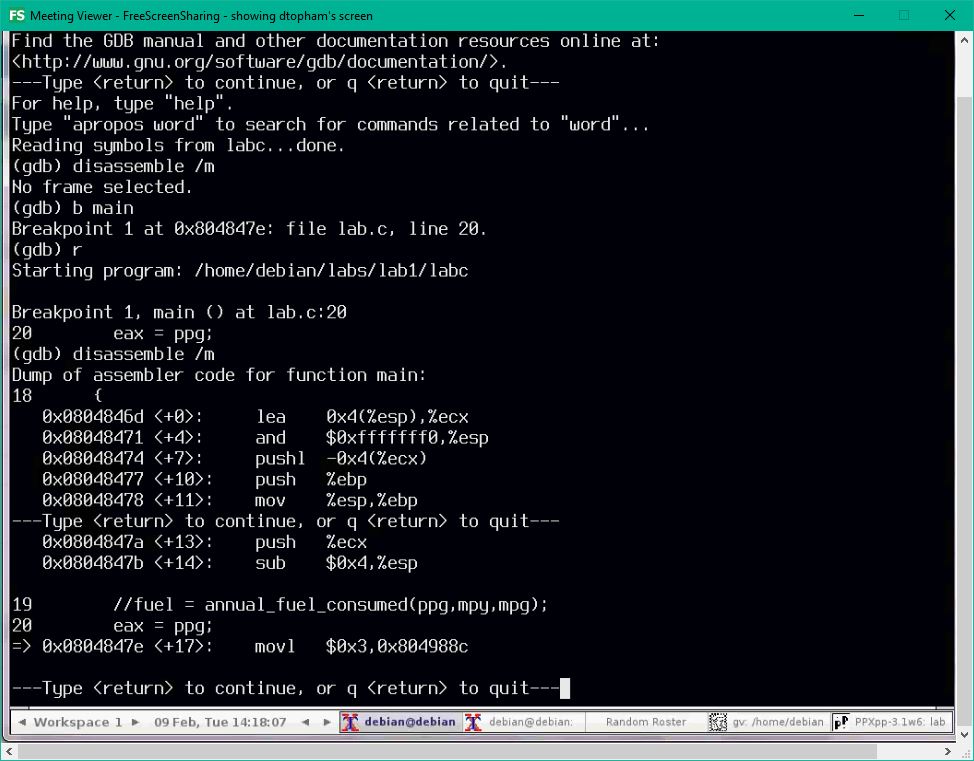 FS Meeting Viewer - FreeScreenSharing - showing dtopham's screen
Find the GDB manual and other documentation resources online at:
<http://www.gnu.org/software/gdb/documentation/>.
---Type <return> to continue, or q <return> to quit---
For help, type "help".
Type "apropos word" to search for commands related to "word"...
Reading symbols from labc...done.
(gdb) disassemble /m
No frame selected.
(gdb) b main
Breakpoint 1 at 0x804847e: file lab.c, line 20.
(gdb) r
Starting program: /home/debian/labs/lab1/labc
Breakpoint 1, main () at lab.c:20
20 eax = ppg;
(gdb) disassemble /m
Dump of assembler code for function main:
18 {
0x0804846d <+0>: lea 0x4(%esp),%ecx
0x08048471 <+4>: and $0xfffffff0,%esp
0x08048474 <+7>: pushl -0x4(%ecx)
0x08048477 <+10>: push %ebp
0x08048478 <+11>: mov %esp,%ebp
---Type <return> to continue, or q <return> to quit---
0x0804847a <+13>: push %ecx
0x0804847b <+14>: sub $0x4,%esp
19 //fuel = annual_fuel_consumed(ppg,mpy,mpg);
20 eax = ppg;
=> 0x0804847e <+17>: movl $0x3,0x804988c
---Type <return> to continue, or q <return> to quit---
Workspace 1 09 Feb, Tue 14:18:07 debian@debian debian@debian: Random Roster gv: /home/debian PPXpp-3.1w6: lab